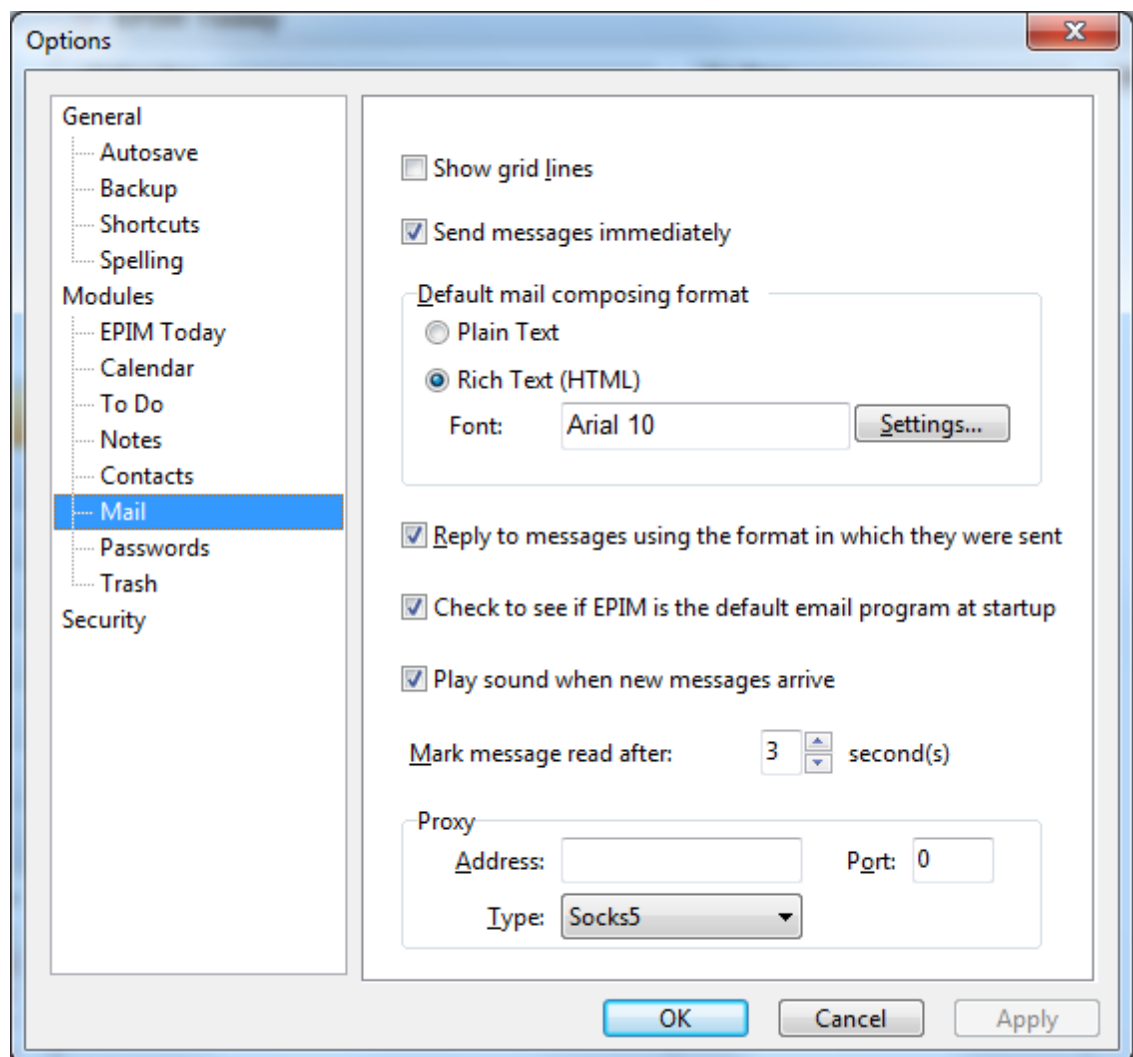 Options
General
Autosave
Backup
Shortcuts
Spelling
Modules
EPIM Today
Calendar
To Do
Notes
Contacts
Mail
Passwords
Trash
Security
Show grid lines
Send messages immediately
Default mail composing format
Plain Text
Rich Text (HTML)
Font: Arial 10 Settings...
Reply to messages using the format in which they were sent
Check to see if EPIM is the default email program at startup
Play sound when new messages arrive
Mark message read after: 3 second(s)
Proxy
Address: Port: 0
Type: Socks5
OK Cancel Apply